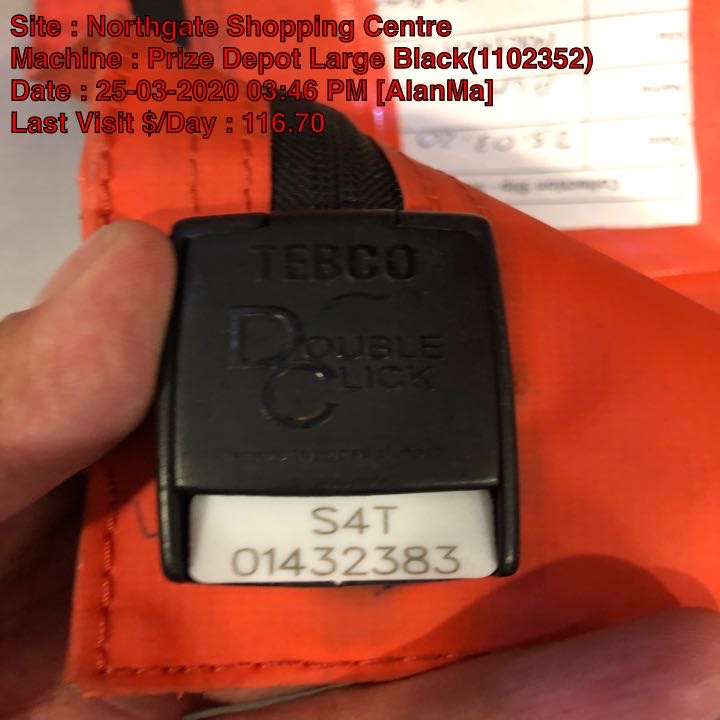 Site : Northgate Shopping Centre
Machine : Prize Depot Large Black(1102352)
Date : 25-03-2020 03:46 PM [AlanMa]
Last Visit $/Day : 116.70
TEBCO
DOUBLE
CLICK
S4T
01432383